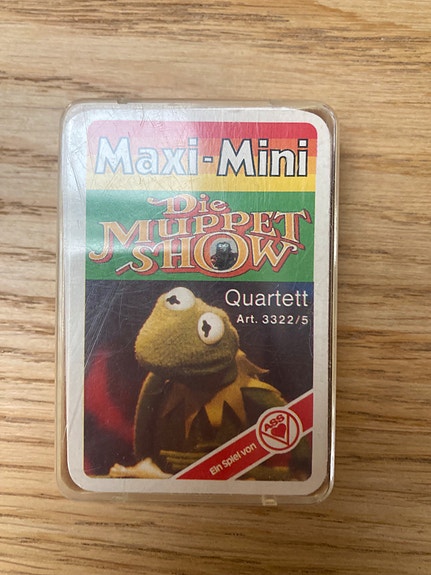 Maxi-Mini
Die
MUPPET
SHOW
Quartett
Art. 3322/5
Ein Spiel von
ASS